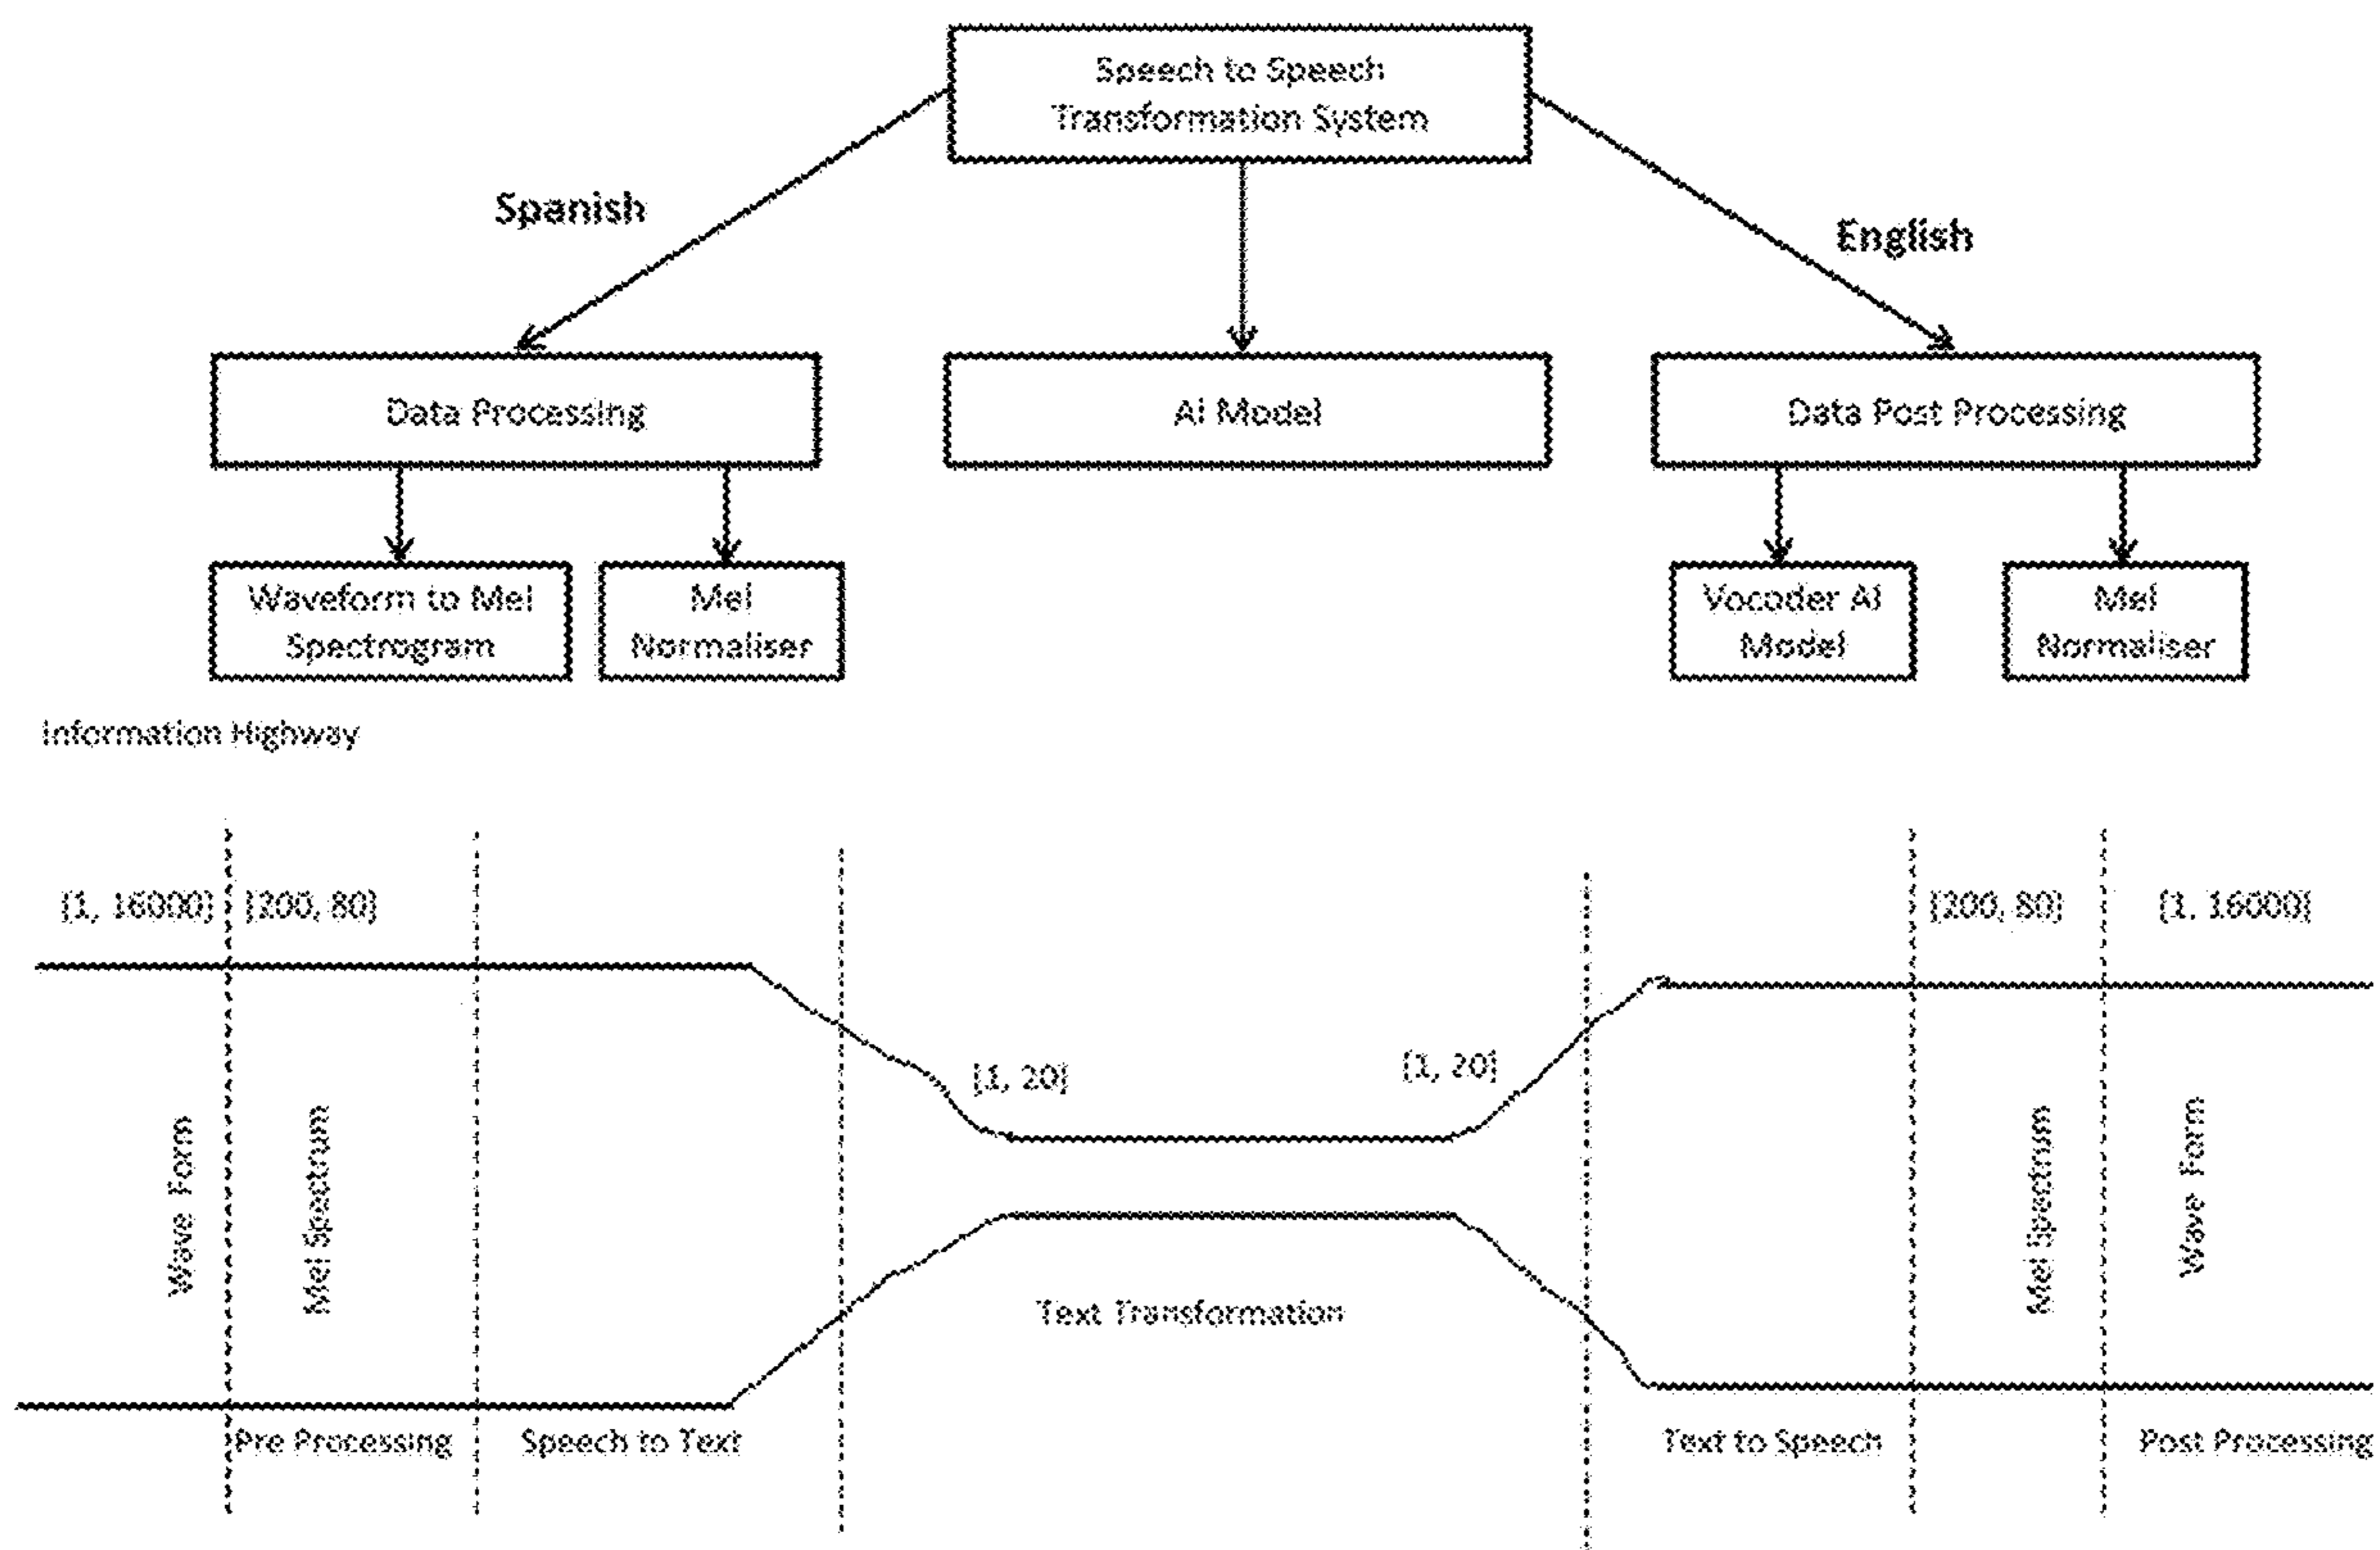 Speech to Speech
Transformation System
Spanish
English
Data Processing
AI Model
Data Post Processing
Waveform to Mel
Spectrogram
Mel
Normaliser
Vocoder AI
Model
Mel
Normaliser
Information Highway
[1, 16000]
[200, 80]
[200, 80]
[1, 16000]
[1, 20]
[1, 20]
Wave Form
Mel Spectrum
Text Transformation
Mel Spectrum
Wave Form
Pre Processing
Speech to Text
Text to Speech
Post Processing